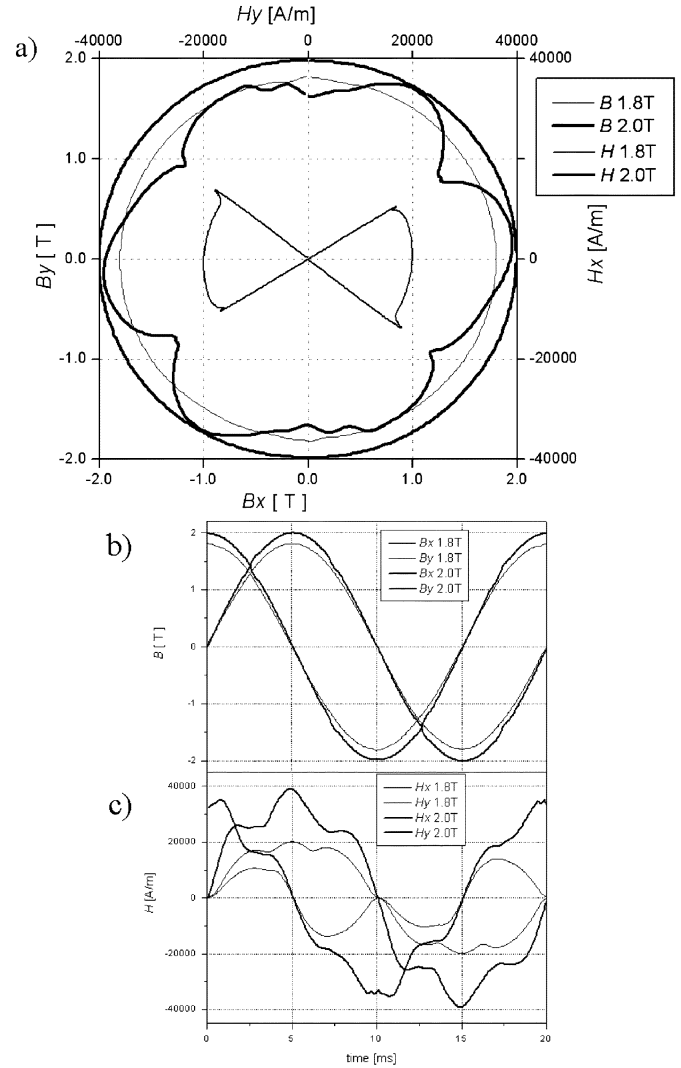 Hy [A/m]
-40000 -20000 0 20000 40000
a)
2.0 40000
B 1.8T
B 2.0T
H 1.8T
H 2.0T
1.0
By [ T ]
0.0 0
Hx [A/m]
-1.0 -20000
-2.0 -40000
-2.0 -1.0 0.0 1.0 2.0
Bx [ T ]
b)
Bx 1.8T
By 1.8T
Bx 2.0T
By 2.0T
2
1
B [ T ]
0
-1
-2
c)
Hx 1.8T
Hy 1.8T
Hx 2.0T
Hy 2.0T
40000
20000
H [A/m]
0
-20000
-40000
0 5 10 15 20
time [ms]